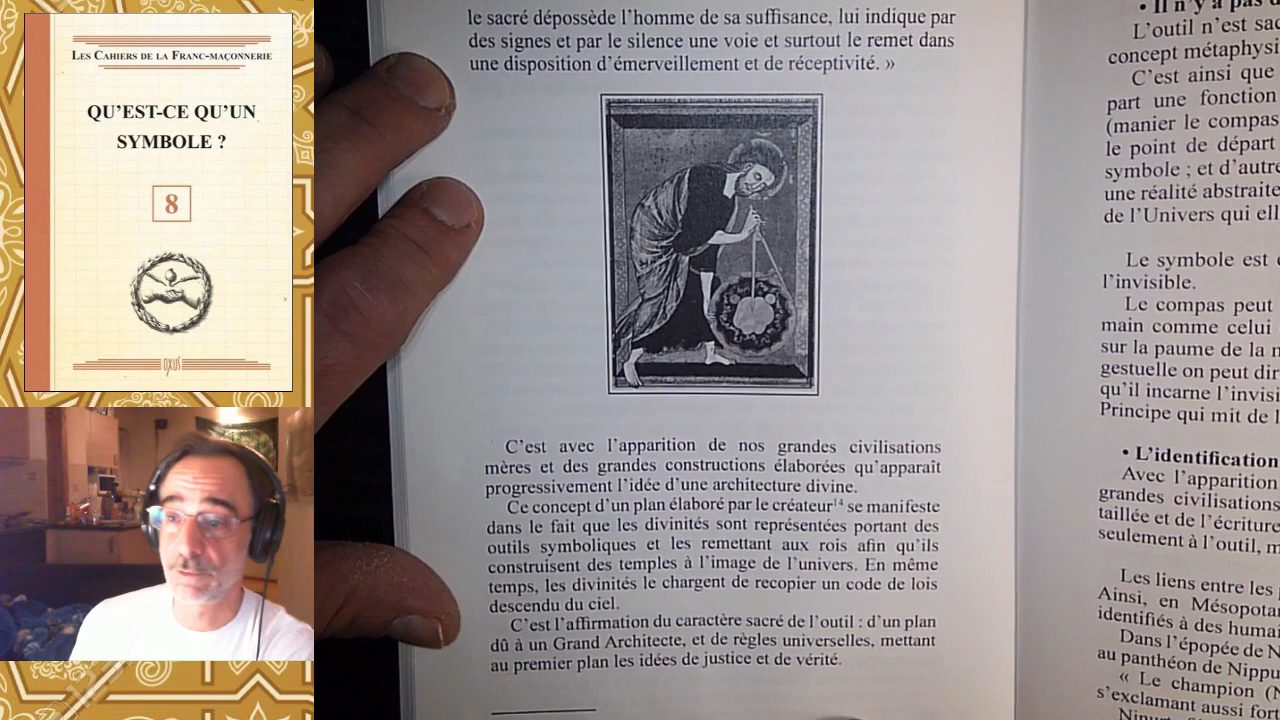 LES CAHIERS DE LA FRANC-MAÇONNERIE
QU'EST-CE QU'UN
SYMBOLE ?
8
OXUS
le sacré dépossède l'homme de sa suffisance, lui indique par
des signes et par le silence une voie et surtout le remet dans
une disposition d'émerveillement et de réceptivité. »
C'est avec l'apparition de nos grandes civilisations
mères et des grandes constructions élaborées qu'apparaît
progressivement l'idée d'une architecture divine.
Ce concept d'un plan élaboré par le créateur¹⁴ se manifeste
dans le fait que les divinités sont représentées portant des
outils symboliques et les remettant aux rois afin qu'ils
construisent des temples à l'image de l'univers. En même
temps, les divinités le chargent de recopier un code de lois
descendu du ciel.
C'est l'affirmation du caractère sacré de l'outil : d'un plan
dû à un Grand Architecte, et de règles universelles, mettant
au premier plan les idées de justice et de vérité.
• Il n'y a pas d
L'outil n'est sac
concept métaphysi
C'est ainsi que
part une fonction
(manier le compas
le point de départ
symbole ; et d'autre
une réalité abstraite
de l'Univers qui ell
Le symbole est
l'invisible.
Le compas peut
main comme celui
sur la paume de la
gestuelle on peut dir
qu'il incarne l'invisi
Principe qui mit de
• L'identification
Avec l'apparition
grandes civilisations
taillée et de l'écriture
seulement à l'outil, m
Les liens entre les
Ainsi, en Mésopota
identifiés à des huma
Dans l'épopée de N
au panthéon de Nippu
« Le champion (N
s'exclamant aussi fort